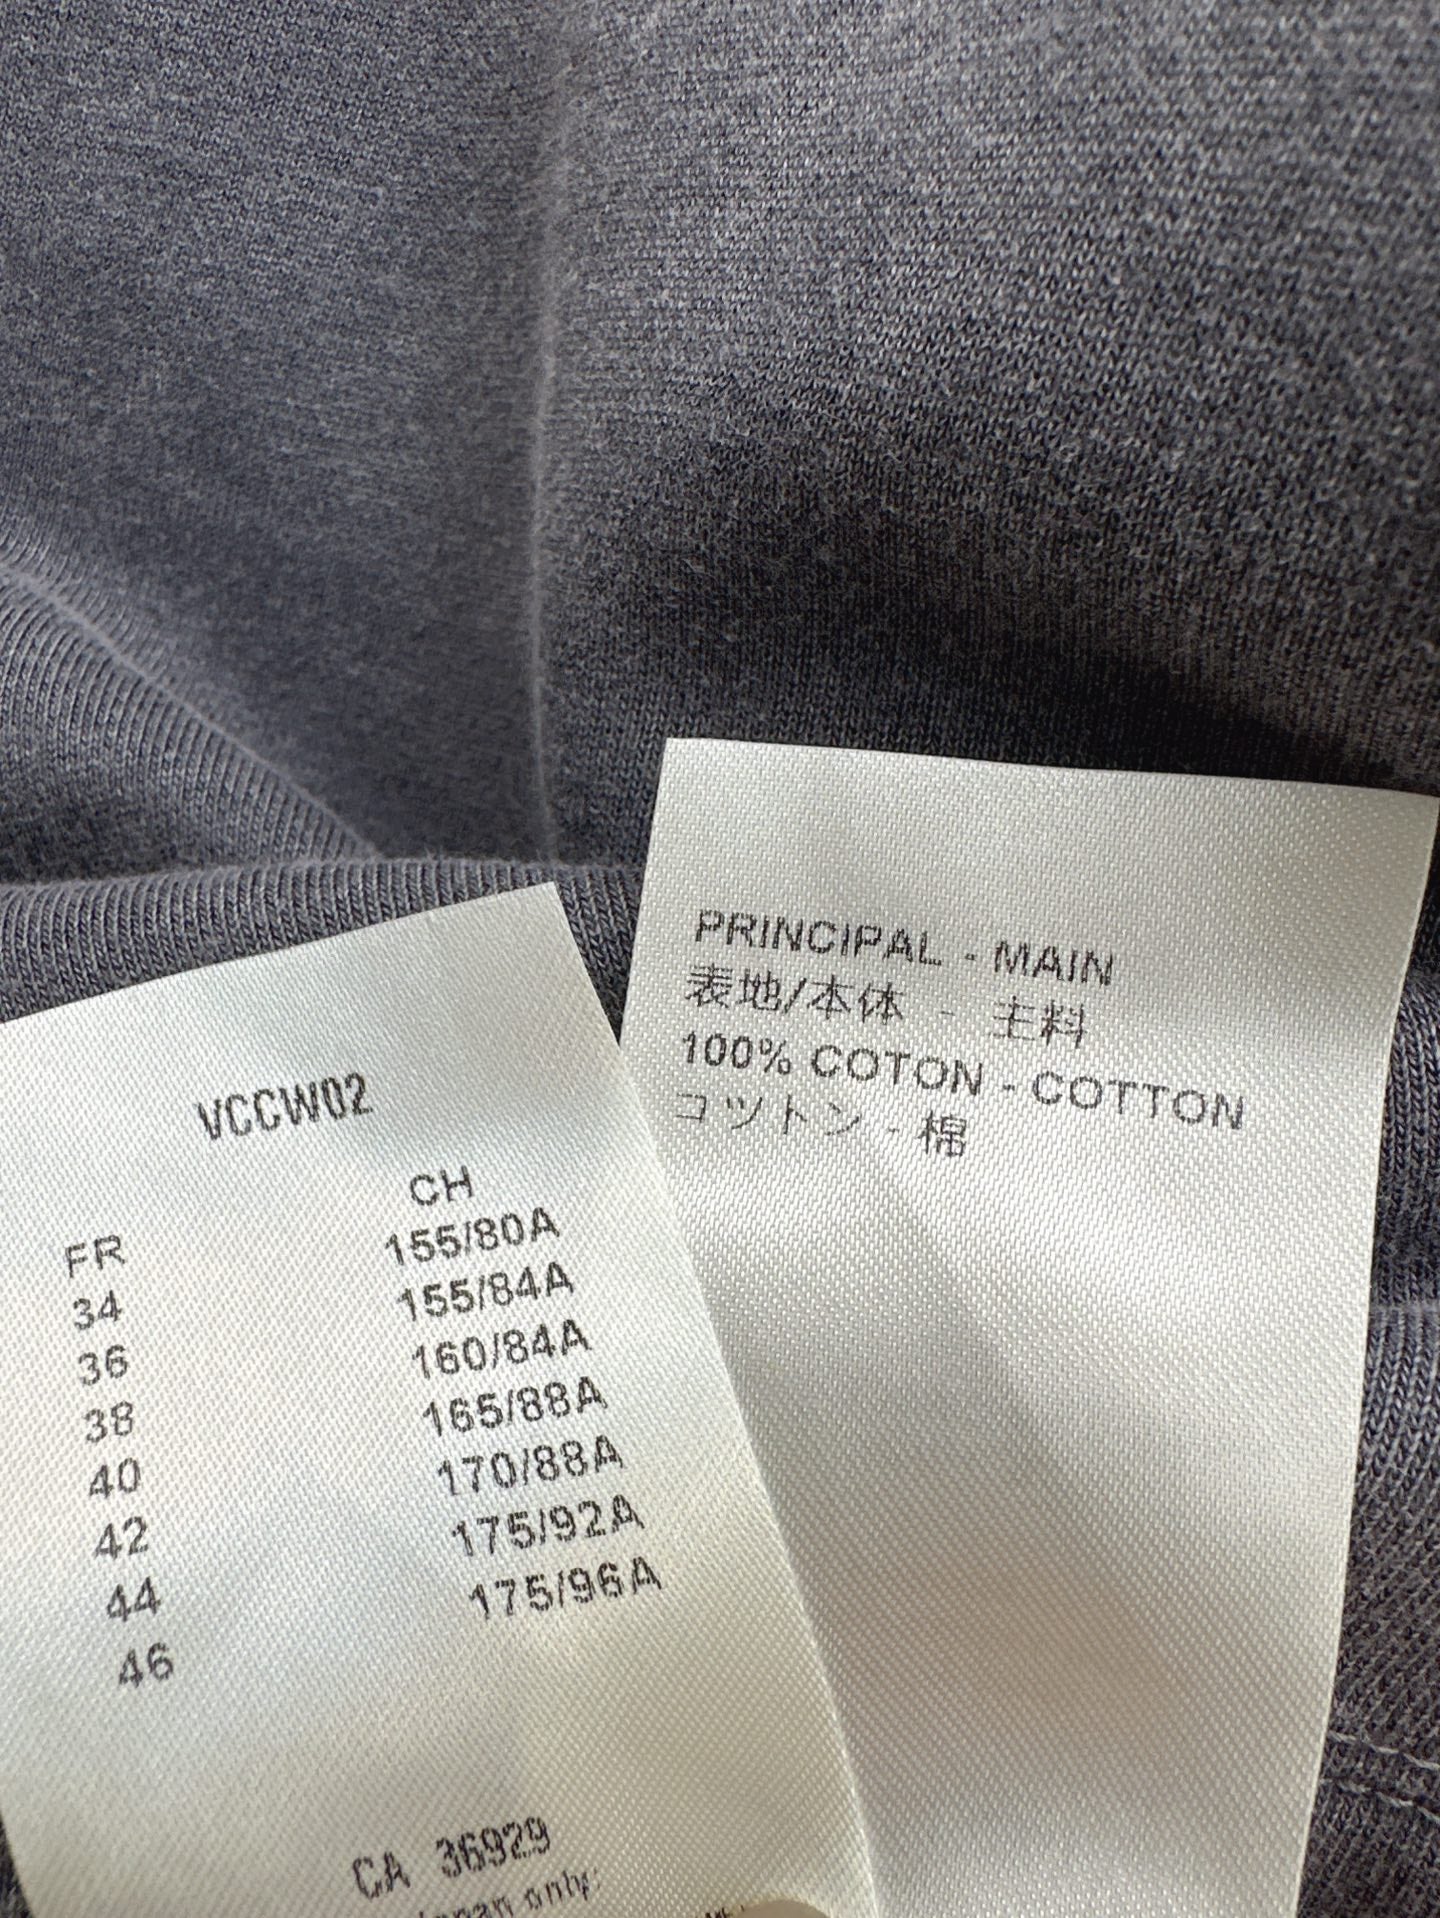 VCCW02
FR CH
34 155/80A
36 155/84A
38 160/84A
40 165/88A
42 170/88A
44 175/92A
46 175/96A
CA 36929
only:
PRINCIPAL - MAIN
表地/本体 - 主料
100% COTON - COTTON
コットン - 棉